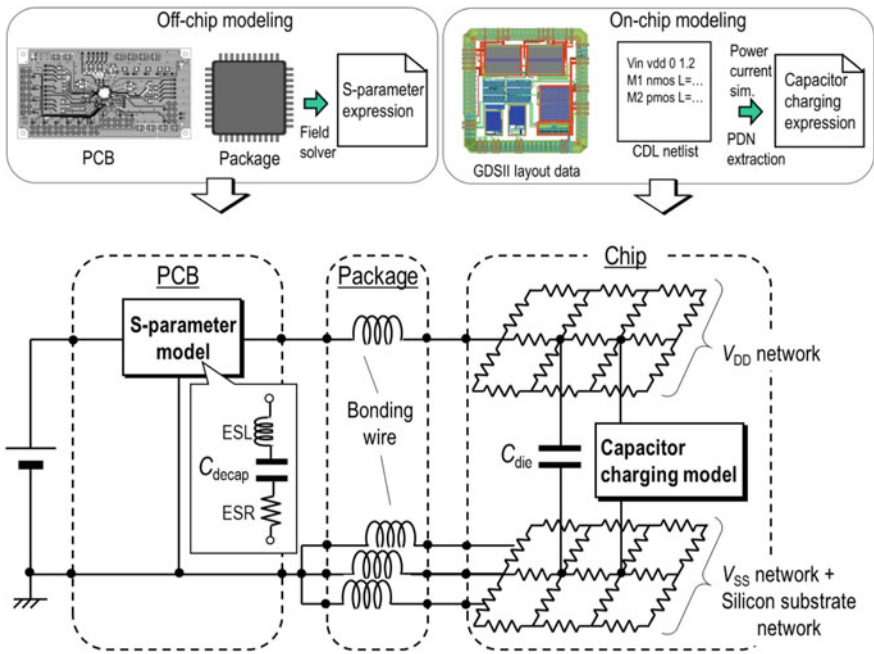 Off-chip modeling
PCB
Package
Field
solver
S-parameter
expression
On-chip modeling
GDSII layout data
Vin vdd 0 1.2
M1 nmos L=...
M2 pmos L=...
CDL netlist
Power
current
sim.
PDN
extraction
Capacitor
charging
expression
PCB
Package
Chip
S-parameter
model
ESL
Cdecap
ESR
Bonding
wire
Cdie
Capacitor
charging model
VDD network
VSS network +
Silicon substrate
network